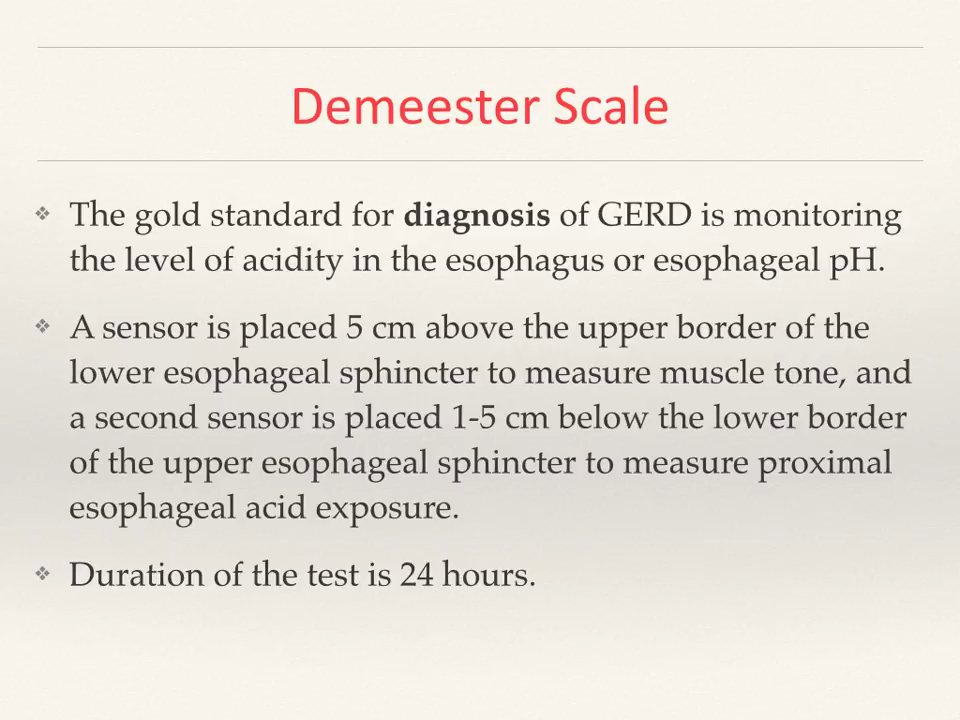 Demeester Scale
❖ The gold standard for diagnosis of GERD is monitoring
the level of acidity in the esophagus or esophageal pH.
❖ A sensor is placed 5 cm above the upper border of the
lower esophageal sphincter to measure muscle tone, and
a second sensor is placed 1-5 cm below the lower border
of the upper esophageal sphincter to measure proximal
esophageal acid exposure.
❖ Duration of the test is 24 hours.